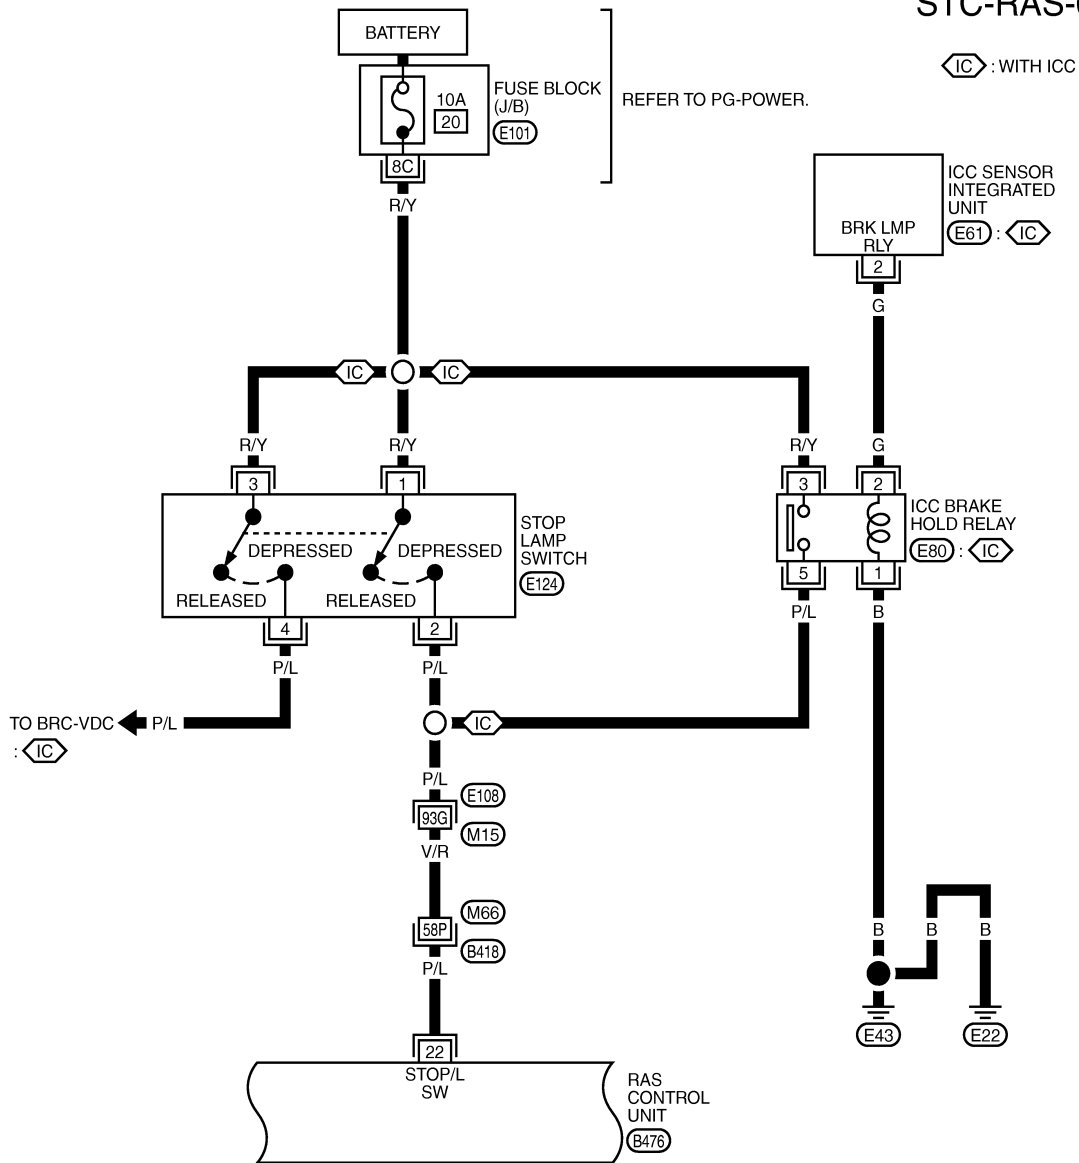 STC-RAS-
BATTERY
IC : WITH ICC
10A
20
FUSE BLOCK
(J/B)
E101
REFER TO PG-POWER.
8C
R/Y
ICC SENSOR
INTEGRATED
UNIT
E61 : IC
BRK LMP
RLY
2
G
IC
IC
R/Y
R/Y
R/Y
G
3
1
3
2
DEPRESSED
DEPRESSED
RELEASED
RELEASED
STOP
LAMP
SWITCH
E124
ICC BRAKE
HOLD RELAY
E80 : IC
4
2
5
1
P/L
P/L
P/L
B
TO BRC-VDC
P/L
: IC
IC
P/L
E108
93G
M15
V/R
M66
58P
B418
P/L
B
B
B
E43
E22
22
STOP/L
SW
RAS
CONTROL
UNIT
B476